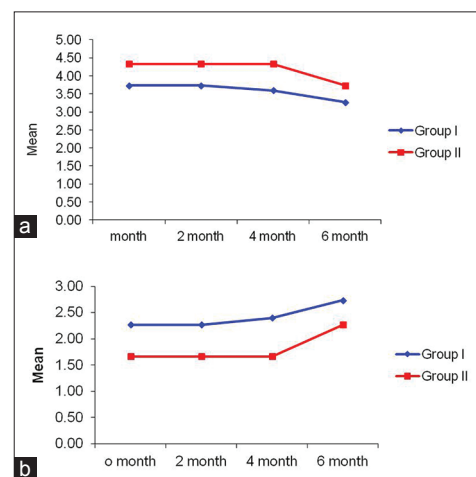 5.00
4.50
4.00
3.50
3.00
2.50
2.00
1.50
1.00
0.50
0.00
Mean
month 2 month 4 month 6 month
Group I
Group II
a
3.00
2.50
2.00
1.50
1.00
0.50
0.00
Mean
o month 2 month 4 month 6 month
Group I
Group II
b